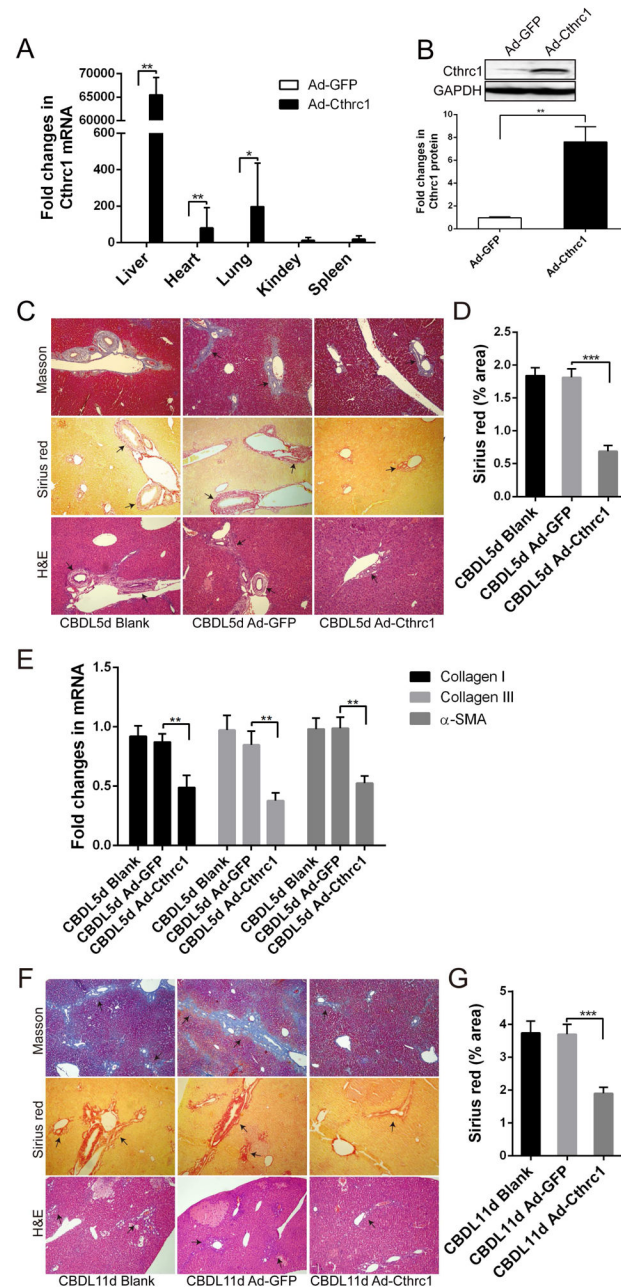 A
Fold changes in
Cthrc1 mRNA
70000
65000
60000
600
400
200
0
**
**
*
Ad-GFP
Ad-Cthrc1
Liver
Heart
Lung
Kindey
Spleen
B
Ad-GFP
Ad-Cthrc1
Cthrc1
GAPDH
Fold changes in
Cthrc1 protein
10
8
6
4
2
0
**
Ad-GFP
Ad-Cthrc1
C
Masson
Sirius red
H&E
CBDL5d Blank
CBDL5d Ad-GFP
CBDL5d Ad-Cthrc1
D
Sirius red (% area)
2.5
2.0
1.5
1.0
0.5
0.0
***
CBDL5d Blank
CBDL5d Ad-GFP
CBDL5d Ad-Cthrc1
E
Fold changes in mRNA
1.5
1.0
0.5
0.0
**
**
**
Collagen I
Collagen III
α-SMA
CBDL5d Blank
CBDL5d Ad-GFP
CBDL5d Ad-Cthrc1
CBDL5d Blank
CBDL5d Ad-GFP
CBDL5d Ad-Cthrc1
CBDL5d Blank
CBDL5d Ad-GFP
CBDL5d Ad-Cthrc1
F
Masson
Sirius red
H&E
CBDL11d Blank
CBDL11d Ad-GFP
CBDL11d Ad-Cthrc1
G
Sirius red (% area)
5
4
3
2
1
0
***
CBDL11d Blank
CBDL11d Ad-GFP
CBDL11d Ad-Cthrc1